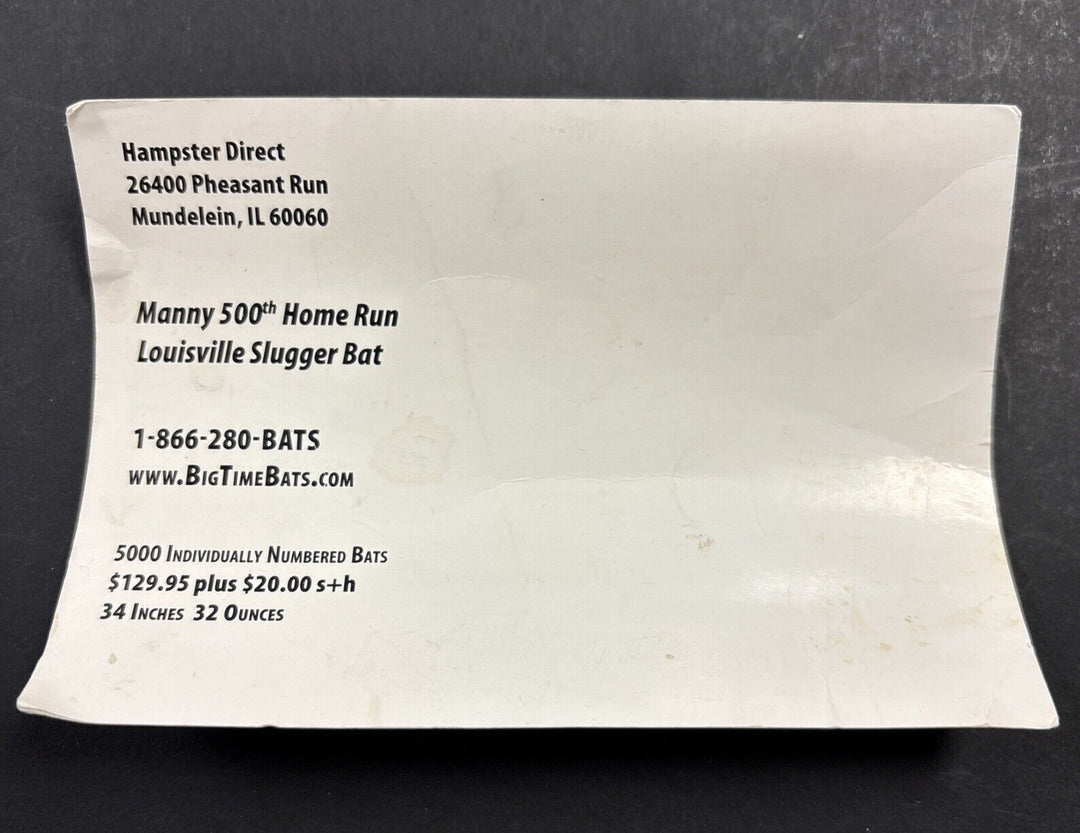 Hampster Direct
26400 Pheasant Run
Mundelein, IL 60060
Manny 500th Home Run
Louisville Slugger Bat
1-866-280-BATS
www.BigTimeBats.com
5000 Individually Numbered Bats
$129.95 plus $20.00 s+h
34 Inches 32 Ounces